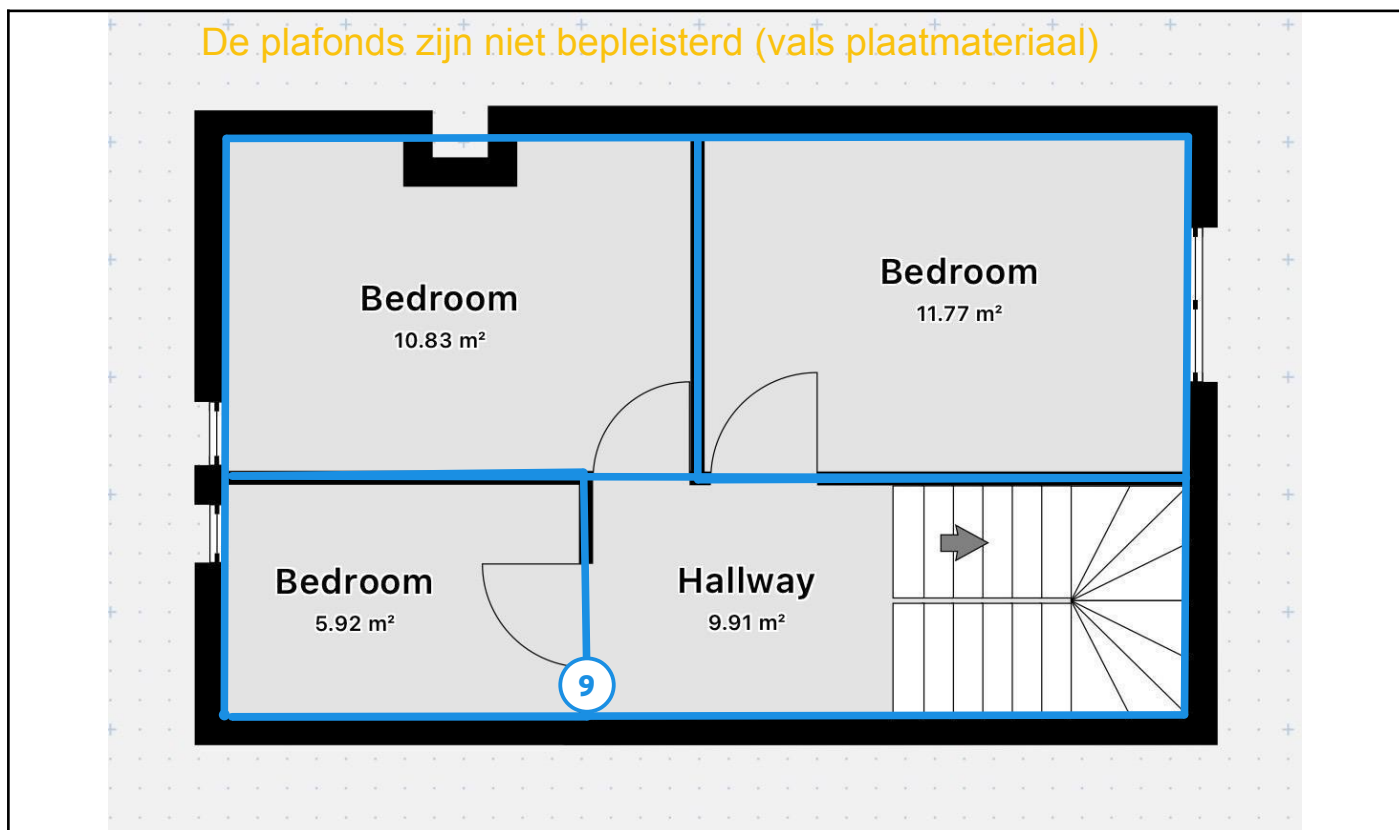 De plafonds zijn niet bepleisterd (vals plaatmateriaal)
Bedroom
11.77 m²
Bedroom
10.83 m²
Bedroom
5.92 m²
Hallway
9.91 m²
9